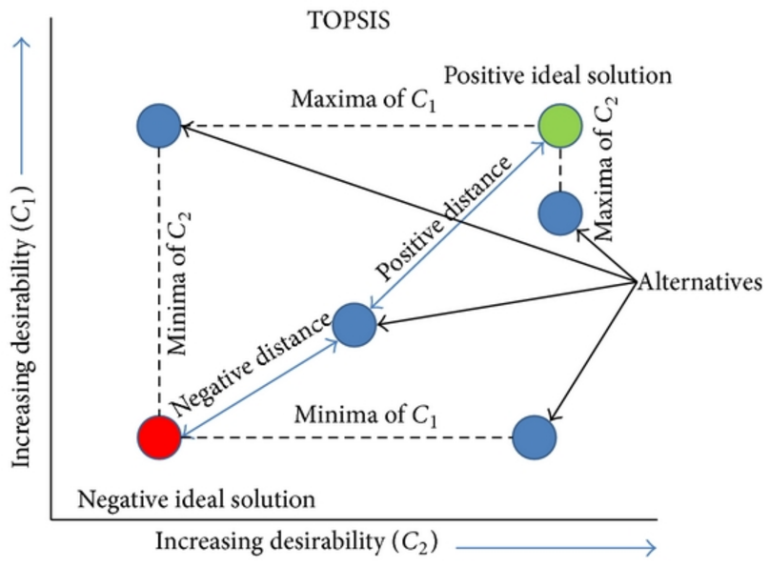 TOPSIS
Positive ideal solution
Maxima of C₁
Maxima of C₂
Positive distance
Minima of C₂
Increasing desirability (C₁)
Alternatives
Negative distance
Minima of C₁
Negative ideal solution
Increasing desirability (C₂)